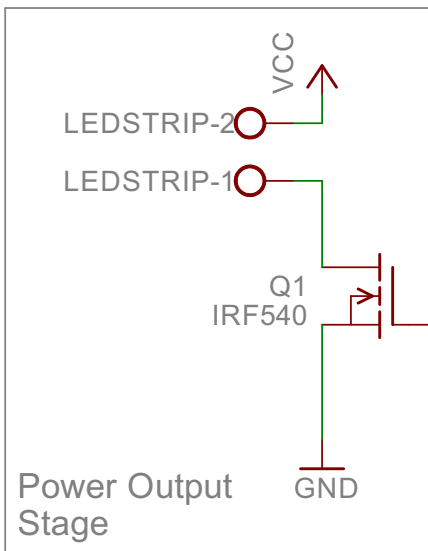 VCC
LEDSTRIP-2
LEDSTRIP-1
Q1
IRF540
GND
Power Output
Stage